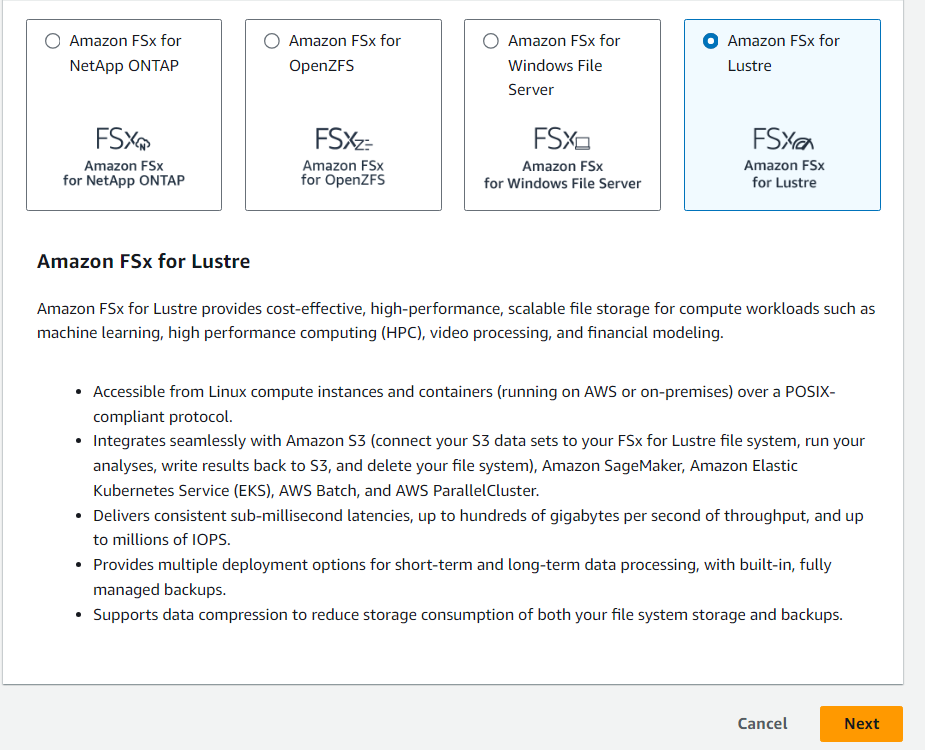 Amazon FSx for
NetApp ONTAP
FSx
Amazon FSx
for NetApp ONTAP
Amazon FSx for
OpenZFS
FSx
Amazon FSx
for OpenZFS
Amazon FSx for
Windows File
Server
FSx
Amazon FSx
for Windows File Server
Amazon FSx for
Lustre
FSx
Amazon FSx
for Lustre
Amazon FSx for Lustre
Amazon FSx for Lustre provides cost-effective, high-performance, scalable file storage for compute workloads such as
machine learning, high performance computing (HPC), video processing, and financial modeling.
• Accessible from Linux compute instances and containers (running on AWS or on-premises) over a POSIX-
compliant protocol.
• Integrates seamlessly with Amazon S3 (connect your S3 data sets to your FSx for Lustre file system, run your
analyses, write results back to S3, and delete your file system), Amazon SageMaker, Amazon Elastic
Kubernetes Service (EKS), AWS Batch, and AWS ParallelCluster.
• Delivers consistent sub-millisecond latencies, up to hundreds of gigabytes per second of throughput, and up
to millions of IOPS.
• Provides multiple deployment options for short-term and long-term data processing, with built-in, fully
managed backups.
• Supports data compression to reduce storage consumption of both your file system storage and backups.
Cancel
Next